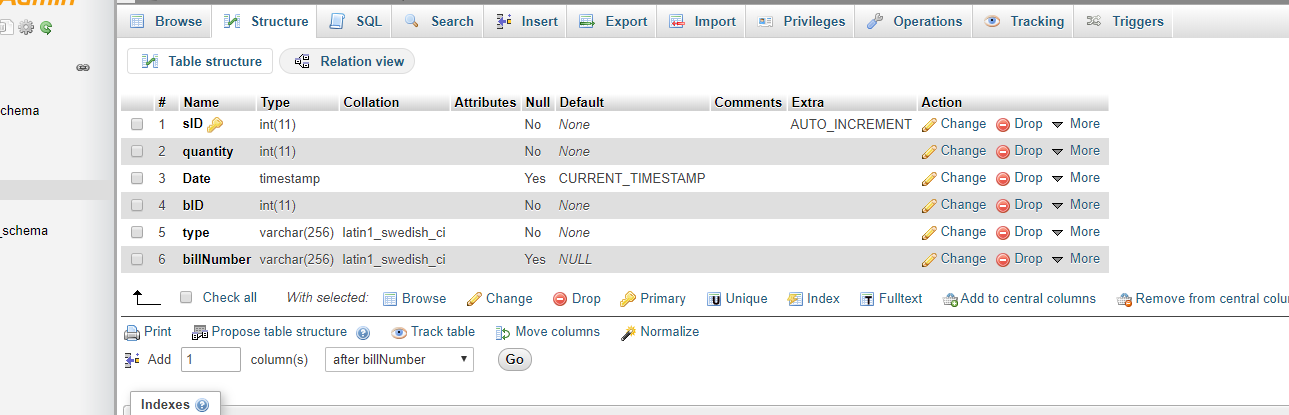 Admin
Browse Structure SQL Search Insert Export Import Privileges Operations Tracking Triggers
Table structure Relation view
chema
_schema
# Name Type Collation Attributes Null Default Comments Extra Action
1 sID int(11) No None AUTO_INCREMENT Change Drop More
2 quantity int(11) No None Change Drop More
3 Date timestamp Yes CURRENT_TIMESTAMP Change Drop More
4 bID int(11) No None Change Drop More
5 type varchar(256) latin1_swedish_ci No None Change Drop More
6 billNumber varchar(256) latin1_swedish_ci Yes NULL Change Drop More
Check all With selected: Browse Change Drop Primary Unique Index Fulltext Add to central columns Remove from central colu
Print Propose table structure Track table Move columns Normalize
Add 1 column(s) after billNumber Go
Indexes